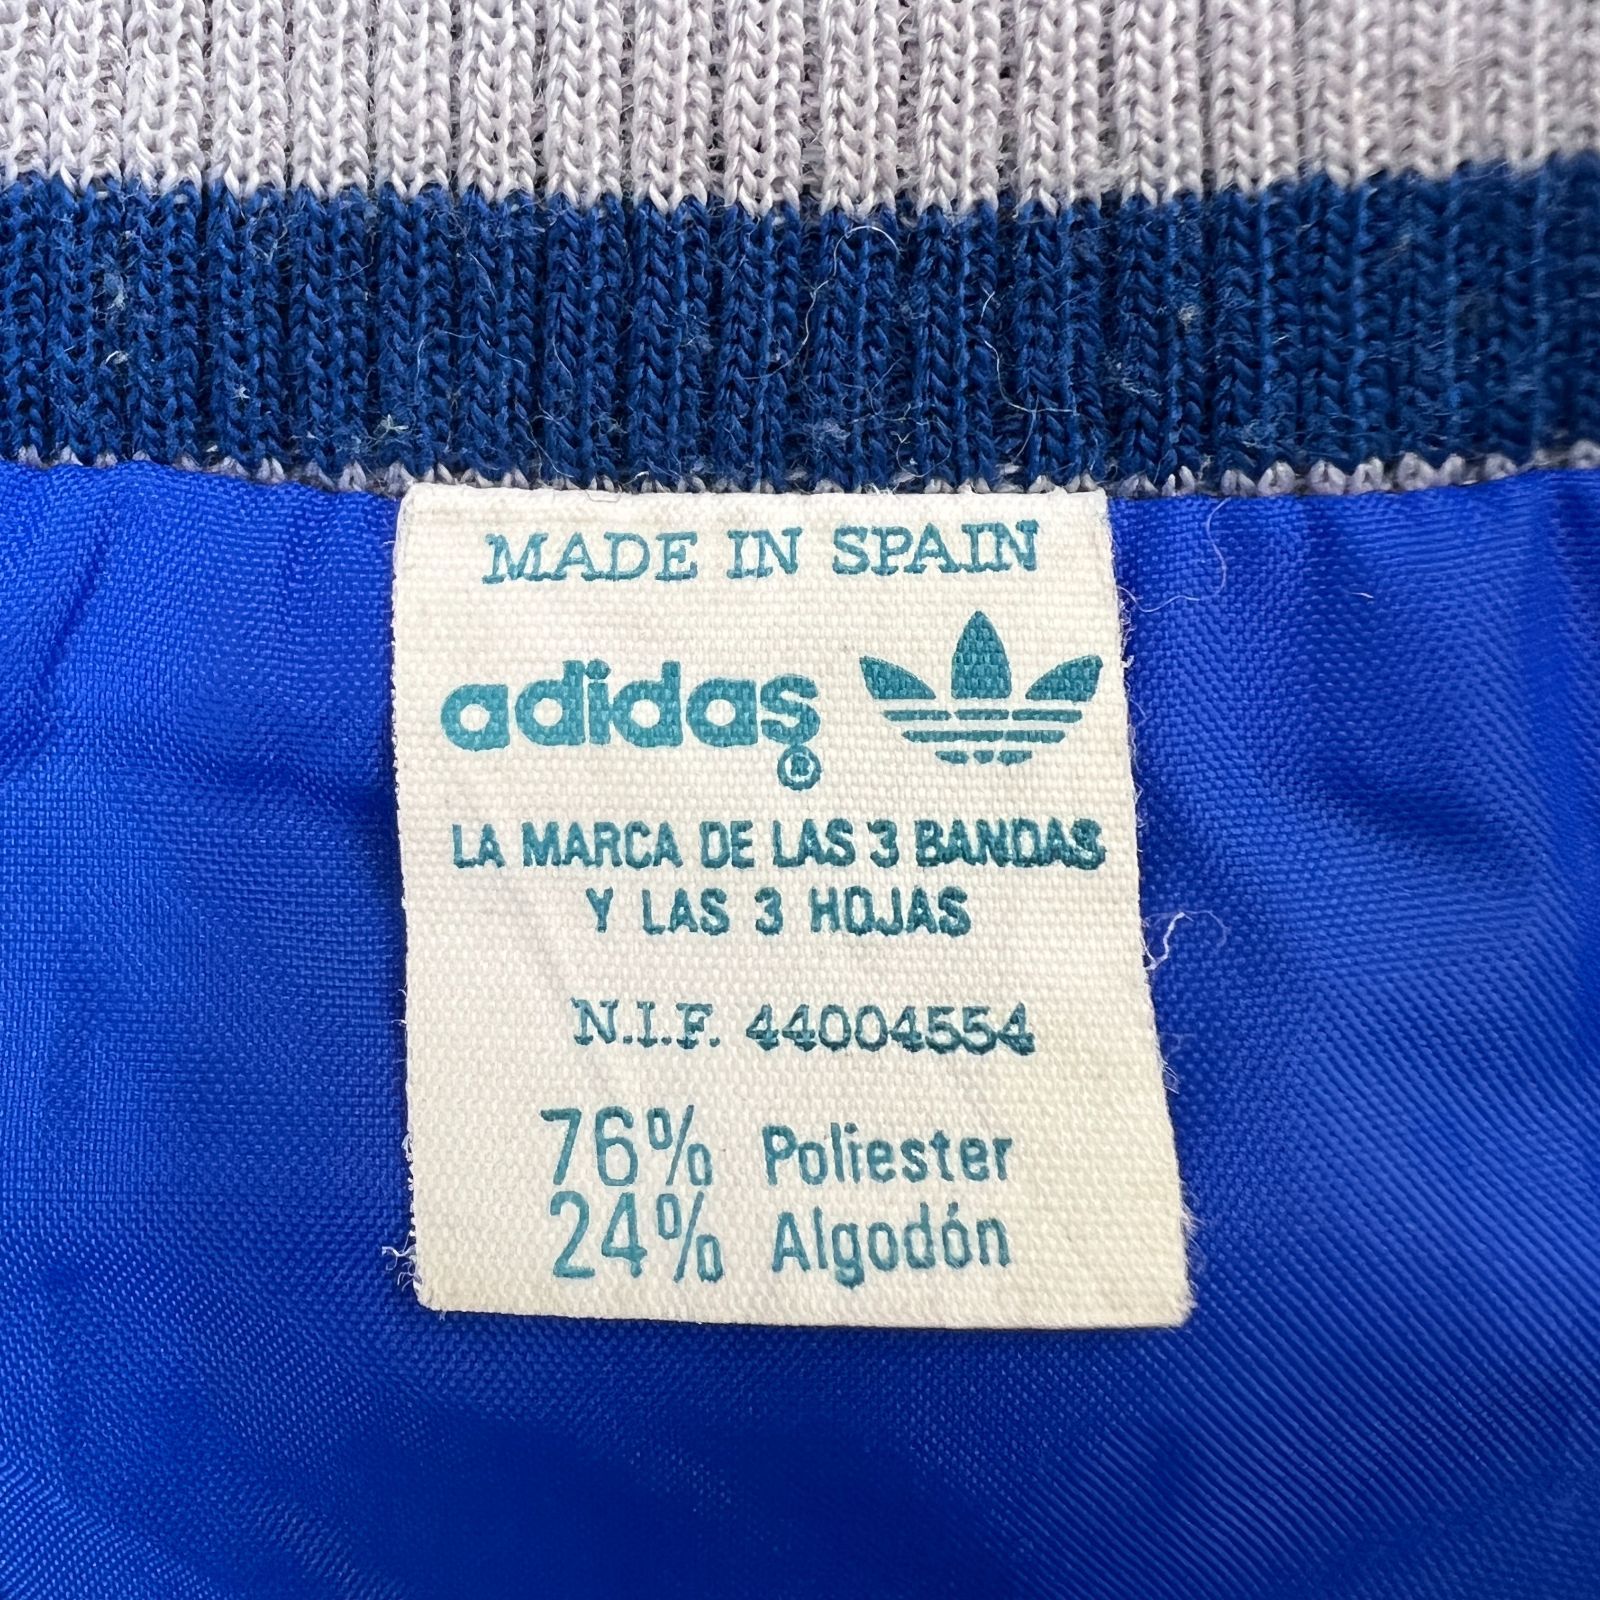 MADE IN SPAIN
adidas
®
LA MARCA DE LAS 3 BANDAS
Y LAS 3 HOJAS
N.I.F. 44004554
76% Poliester
24% Algodón